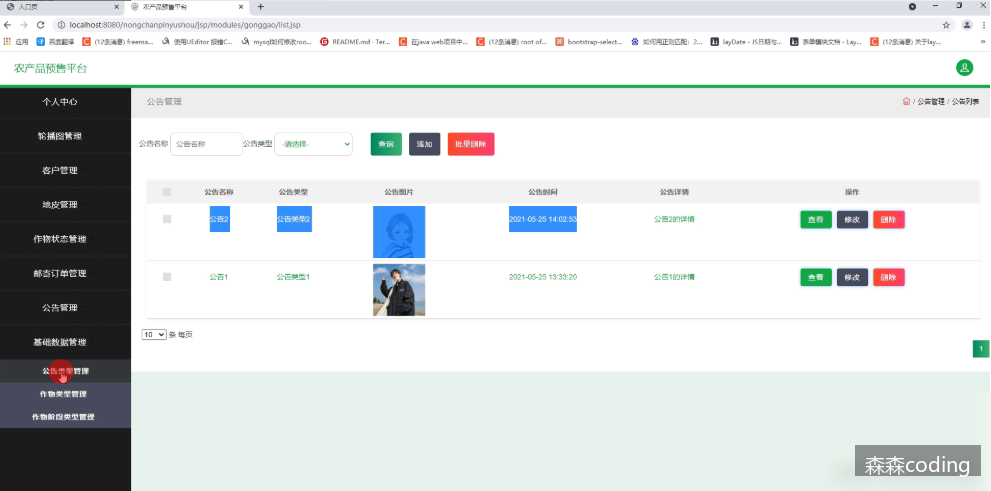 入口页
农产品预售平台
localhost:8080/nongchanpinyushou/jsp/modules/gonggao/list.jsp
应用
百度翻译
(12条消息) freema...
使用UEditor 报错C...
mysql如何修改roo...
README.md · Ter...
在java web项目中...
(12条消息) root of...
bootstrap-select...
如何用正则匹配：2...
layDate - JS日期与...
表单模块文档 - Lay...
(12条消息) 关于lay...
农产品预售平台
个人中心
轮播图管理
客户管理
地皮管理
作物状态管理
邮寄订单管理
公告管理
基础数据管理
公告类型管理
作物类型管理
作物阶段类型管理
公告管理
/ 公告管理 / 公告列表
公告名称 公告名称 公告类型 -请选择- 查询 添加 批量删除
公告名称 公告类型 公告图片 公告时间 公告详情 操作
公告2 公告类型2 2021-05-25 14:02:53 公告2的详情 查看 修改 删除
公告1 公告类型1 2021-05-25 13:33:20 公告1的详情 查看 修改 删除
10 条 每页
1
森森coding